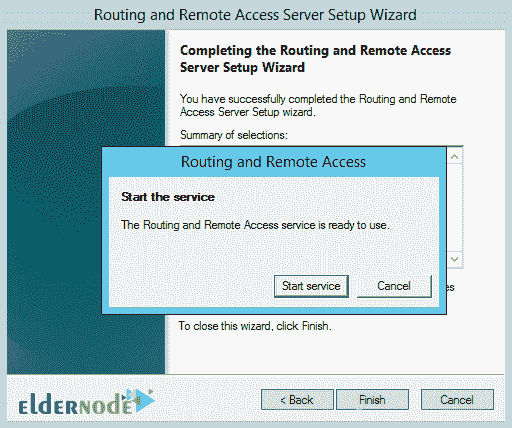 Routing and Remote Access Server Setup Wizard
Completing the Routing and Remote Access
Server Setup Wizard
You have successfully completed the Routing and Remote
Access Server Setup wizard.
Summary of selections:
Routing and Remote Access
Start the service
The Routing and Remote Access service is ready to use.
Start service
Cancel
To close this wizard, click Finish.
ELDERNODE
< Back
Finish
Cancel